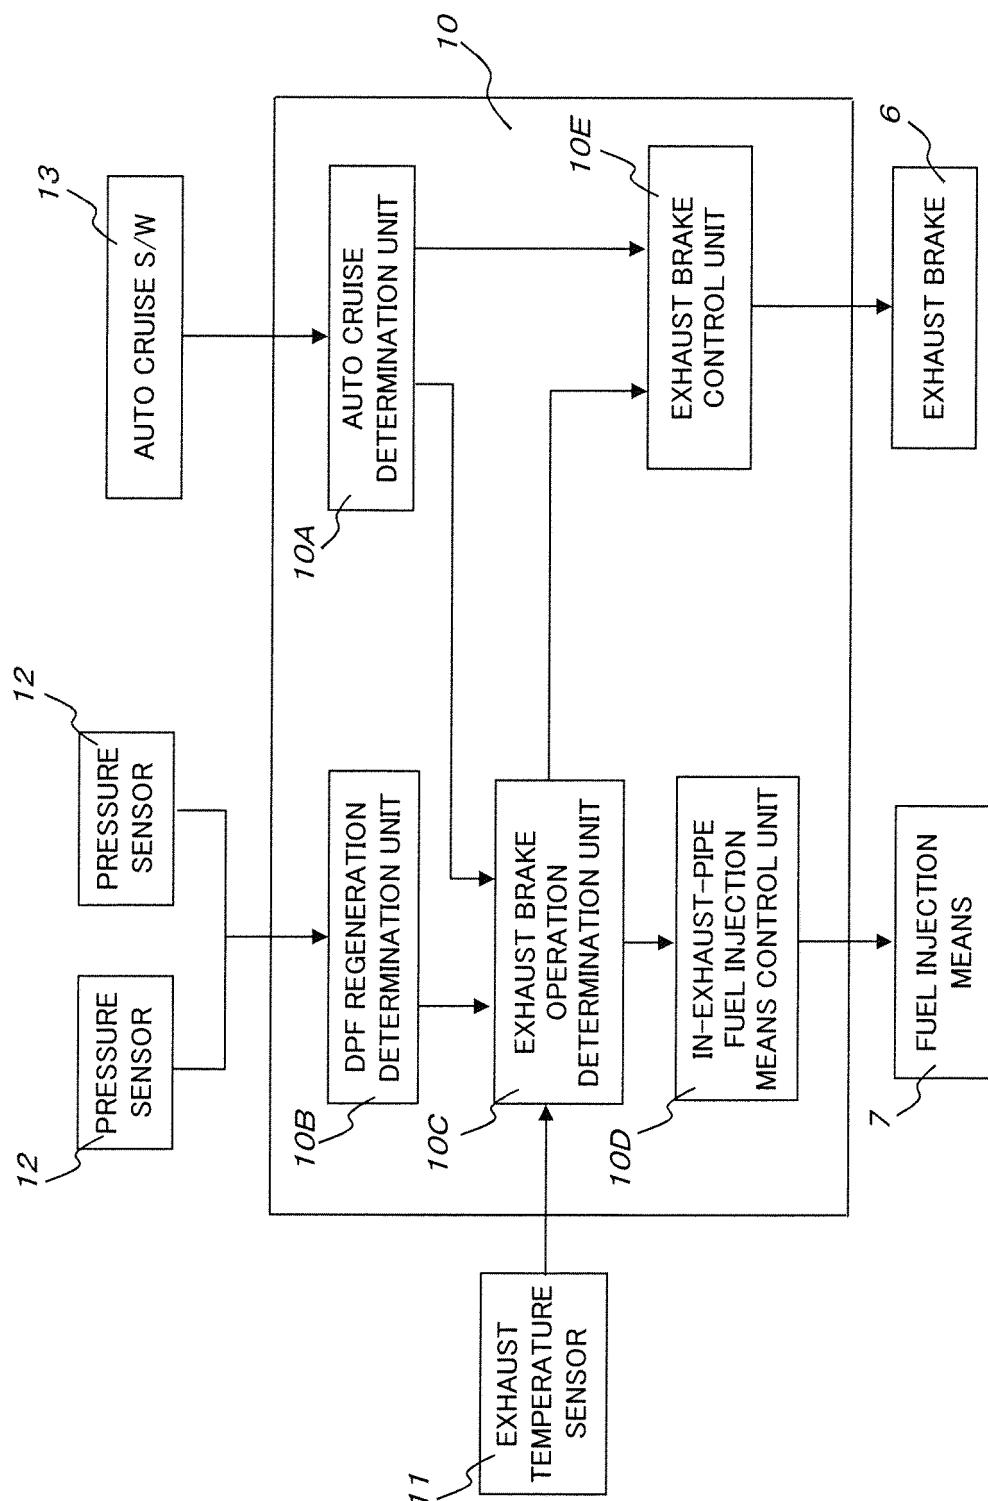 12
PRESSURE
SENSOR
12
PRESSURE
SENSOR
13
AUTO CRUISE S/W
10
10B
DPF REGENERATION
DETERMINATION UNIT
10A
AUTO CRUISE
DETERMINATION UNIT
11
EXHAUST
TEMPERATURE
SENSOR
10C
EXHAUST BRAKE
OPERATION
DETERMINATION UNIT
10D
IN-EXHAUST-PIPE
FUEL INJECTION
MEANS CONTROL UNIT
10E
EXHAUST BRAKE
CONTROL UNIT
7
FUEL INJECTION
MEANS
6
EXHAUST BRAKE